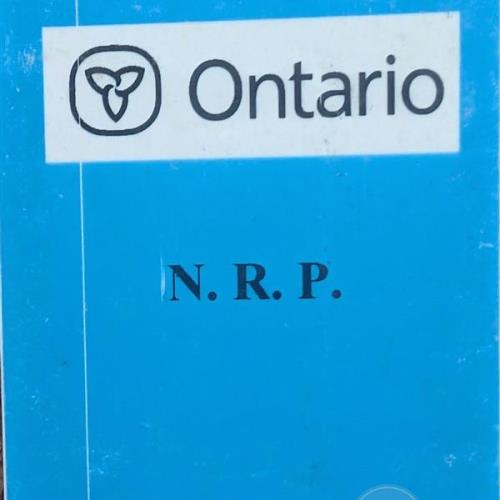 Ontario
N. R. P.